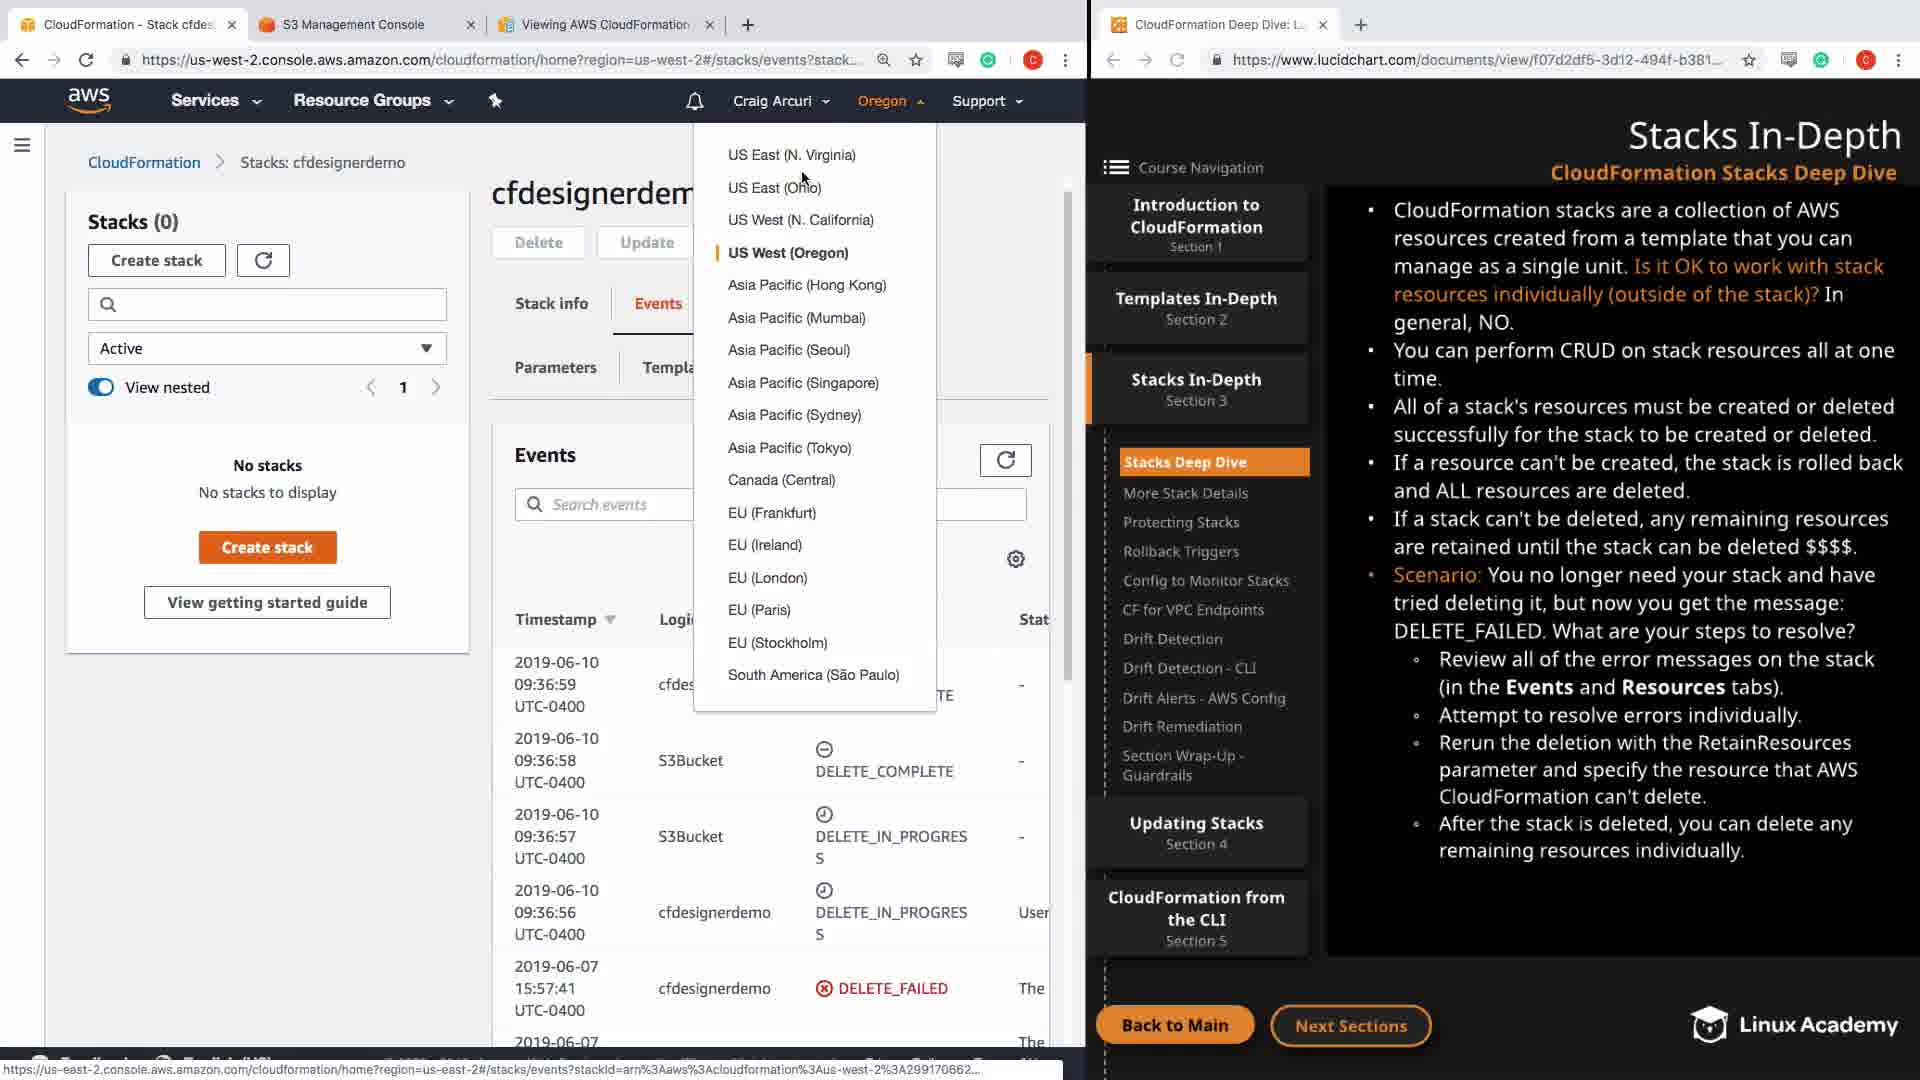 CloudFormation - Stack cfdesi
S3 Management Console
Viewing AWS CloudFormation
https://us-west-2.console.aws.amazon.com/cloudformation/home?region=us-west-2#/stacks/events?stack...
C
aws
Services
Resource Groups
Craig Arcuri
Oregon
Support
CloudFormation
Stacks: cfdesignerdemo
Stacks (0)
Create stack
Active
View nested
1
No stacks
No stacks to display
Create stack
View getting started guide
cfdesignerdem
Delete
Update
Stack info
Events
Parameters
Templa
Events
Search events
Timestamp
Logi
Stat
2019-06-10
09:36:59
UTC-0400
cfdes
TE
-
2019-06-10
09:36:58
UTC-0400
S3Bucket
DELETE_COMPLETE
-
2019-06-10
09:36:57
UTC-0400
S3Bucket
DELETE_IN_PROGRES
S
-
2019-06-10
09:36:56
UTC-0400
cfdesignerdemo
DELETE_IN_PROGRES
S
User
2019-06-07
15:57:41
UTC-0400
cfdesignerdemo
DELETE_FAILED
The
2019-06-07
The
US East (N. Virginia)
US East (Ohio)
US West (N. California)
US West (Oregon)
Asia Pacific (Hong Kong)
Asia Pacific (Mumbai)
Asia Pacific (Seoul)
Asia Pacific (Singapore)
Asia Pacific (Sydney)
Asia Pacific (Tokyo)
Canada (Central)
EU (Frankfurt)
EU (Ireland)
EU (London)
EU (Paris)
EU (Stockholm)
South America (São Paulo)
https://us-east-2.console.aws.amazon.com/cloudformation/home?region=us-east-2#/stacks/events?stackId=arn%3Aaws%3Acloudformation%3Aus-west-2%3A299170662...
CloudFormation Deep Dive: L
https://www.lucidchart.com/documents/view/f07d2df5-3d12-494f-b381...
C
Stacks In-Depth
CloudFormation Stacks Deep Dive
Course Navigation
Introduction to
CloudFormation
Section 1
Templates In-Depth
Section 2
Stacks In-Depth
Section 3
Stacks Deep Dive
More Stack Details
Protecting Stacks
Rollback Triggers
Config to Monitor Stacks
CF for VPC Endpoints
Drift Detection
Drift Detection - CLI
Drift Alerts - AWS Config
Drift Remediation
Section Wrap-Up -
Guardrails
Updating Stacks
Section 4
CloudFormation from
the CLI
Section 5
• CloudFormation stacks are a collection of AWS
resources created from a template that you can
manage as a single unit. Is it OK to work with stack
resources individually (outside of the stack)? In
general, NO.
• You can perform CRUD on stack resources all at one
time.
• All of a stack's resources must be created or deleted
successfully for the stack to be created or deleted.
• If a resource can't be created, the stack is rolled back
and ALL resources are deleted.
• If a stack can't be deleted, any remaining resources
are retained until the stack can be deleted $$$$.
• Scenario: You no longer need your stack and have
tried deleting it, but now you get the message:
DELETE_FAILED. What are your steps to resolve?
◦ Review all of the error messages on the stack
(in the Events and Resources tabs).
◦ Attempt to resolve errors individually.
◦ Rerun the deletion with the RetainResources
parameter and specify the resource that AWS
CloudFormation can't delete.
◦ After the stack is deleted, you can delete any
remaining resources individually.
Back to Main
Next Sections
Linux Academy